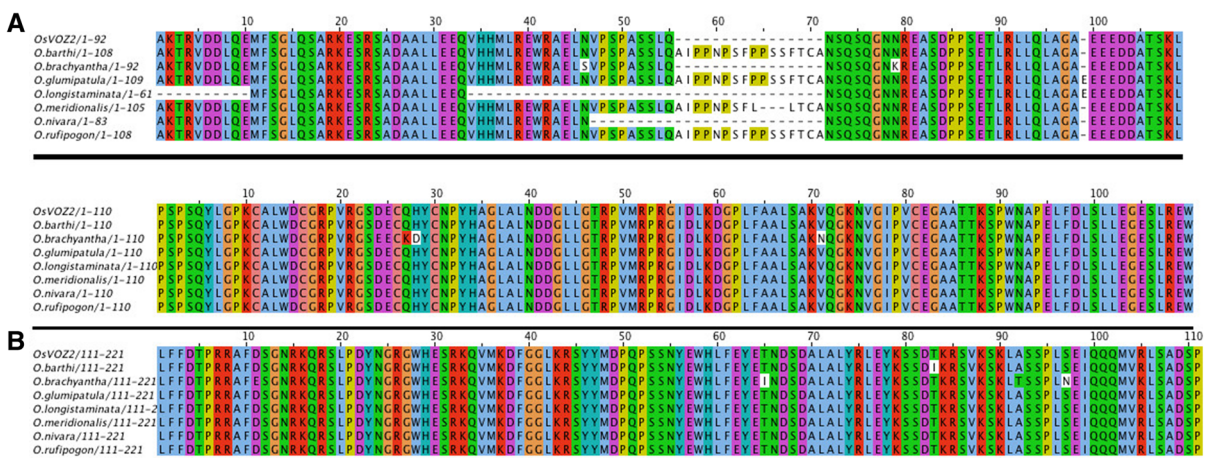 A
10 20 30 40 50 60 70 80 90 100
OsVOZ2/1-92 AKTRVDDLQEMFSGLQSARKESRSADAALLEEQVHHMLREWRAELNVPSPASSLQ----------------NSQSQGNNREASDPPSETLRLLQLAGA-EEEDDATSKL
O.barthi/1-108 AKTRVDDLQEMFSGLQSARKESRSADAALLEEQVHHMLREWRAELNVPSPASSLQAIPPNPSFPPSSFTCANSQSQGNNREASDPPSETLRLLQLAGA-EEEDDATSKL
O.brachyantha/1-92 AKTRVDDLQEMFSGLQSARKESRSADAALLEEQVHHMLREWRAELSVPSPASSLQ----------------NSQSQGNKREASDPPSETLRLLQLAGA-EEEDDATSKL
O.glumipatula/1-109 AKTRVDDLQEMFSGLQSARKESRSADAALLEEQVHHMLREWRAELNVPSPASSLQAIPPNPSFPPSSFTCANSQSQGNNREASDPPSETLRLLQLAGAEEEEDDATSKL
O.longistaminata/1-61 ----------MFSGLQSARKESRSADAALLEEQ--------------------------------------NSQSQGNNREASDPPSETLRLLQLAGAEEEEDDATSKL
O.meridionalis/1-105 AKTRVDDLQEMFSGLQSARKESRSADAALLEEQVHHMLREWRAELNVPSPASSLQAIPPNPSFL---LTCANSQSQGNNREASDPPSETLRLLQLAGA-EEEDDATSKL
O.nivara/1-83 AKTRVDDLQEMFSGLQSARKESRSADAALLEEQVHHMLREWRAELN-------------------------NSQSQGNNREASDPPSETLRLLQLAGA-EEEDDATSKL
O.rufipogon/1-108 AKTRVDDLQEMFSGLQSARKESRSADAALLEEQVHHMLREWRAELNVPSPASSLQAIPPNPSFPPSSFTCANSQSQGNNREASDPPSETLRLLQLAGA-EEEDDATSKL
10 20 30 40 50 60 70 80 90 100
OsVOZ2/1-110 PSPSQYLGPKCALWDCGRPVRGSDECQHYCNPYHAGLALNDDGLLGTRPVMRPRGIDLKDGPLFAALSAKVQGKNVGIPVCEGAATTKSPWNAPELFDLSLLEGESLREW
O.barthi/1-110 PSPSQYLGPKCALWDCGRPVRGSDECQHYCNPYHAGLALNDDGLLGTRPVMRPRGIDLKDGPLFAALSAKVQGKNVGIPVCEGAATTKSPWNAPELFDLSLLEGESLREW
O.brachyantha/1-110 PSPSQYLGPKCALWDCGRPVRGSEECKDYCNPYHAGLALNDDGLLGTRPVMRPRGIDLKDGPLFAALSAKNQGKNVGIPVCEGAATTKSPWNAPELFDLSLLEGESLREW
O.glumipatula/1-110 PSPSQYLGPKCALWDCGRPVRGSDECQHYCNPYHAGLALNDDGLLGTRPVMRPRGIDLKDGPLFAALSAKVQGKNVGIPVCEGAATTKSPWNAPELFDLSLLEGESLREW
O.longistaminata/1-110 PSPSQYLGPKCALWDCGRPVRGSDECQHYCNPYHAGLALNDDGLLGTRPVMRPRGIDLKDGPLFAALSAKVQGKNVGIPVCEGAATTKSPWNAPELFDLSLLEGESLREW
O.meridionalis/1-110 PSPSQYLGPKCALWDCGRPVRGSDECQHYCNPYHAGLALNDDGLLGTRPVMRPRGIDLKDGPLFAALSAKVQGKNVGIPVCEGAATTKSPWNAPELFDLSLLEGESLREW
O.nivara/1-110 PSPSQYLGPKCALWDCGRPVRGSDECQHYCNPYHAGLALNDDGLLGTRPVMRPRGIDLKDGPLFAALSAKVQGKNVGIPVCEGAATTKSPWNAPELFDLSLLEGESLREW
O.rufipogon/1-110 PSPSQYLGPKCALWDCGRPVRGSDECQHYCNPYHAGLALNDDGLLGTRPVMRPRGIDLKDGPLFAALSAKVQGKNVGIPVCEGAATTKSPWNAPELFDLSLLEGESLREW
B
10 20 30 40 50 60 70 80 90 100 110
OsVOZ2/111-221 LFFDTPRRAFDSGNRKQRSLPDYNGRGWHESRKQVMKDFGGLKRSYYMDPQPSSNYEWHLFEYETNDSDALALYRLEYKSSDTKRSVKSKLASSPLSEIQQQMVRLSADSP
O.barthi/111-221 LFFDTPRRAFDSGNRKQRSLPDYNGRGWHESRKQVMKDFGGLKRSYYMDPQPSSNYEWHLFEYETNDSDALALYRLEYKSSDIKRSVKSKLASSPLSEIQQQMVRLSADSP
O.brachyantha/111-221 LFFDTPRRAFDSGNRKQRSLPDYNGRGWHESRKQVMKDFGGLKRSYYMDPQPSSNYEWHLFEYEINDSDALALYRLEYKSSDTKRSVKSKLTSSPLNEIQQQMVRLSADSP
O.glumipatula/111-221 LFFDTPRRAFDSGNRKQRSLPDYNGRGWHESRKQVMKDFGGLKRSYYMDPQPSSNYEWHLFEYETNDSDALALYRLEYKSSDTKRSVKSKLASSPLSEIQQQMVRLSADSP
O.longistaminata/111-2 LFFDTPRRAFDSGNRKQRSLPDYNGRGWHESRKQVMKDFGGLKRSYYMDPQPSSNYEWHLFEYETNDSDALALYRLEYKSSDTKRSVKSKLASSPLSEIQQQMVRLSADSP
O.meridionalis/111-221 LFFDTPRRAFDSGNRKQRSLPDYNGRGWHESRKQVMKDFGGLKRSYYMDPQPSSNYEWHLFEYETNDSDALALYRLEYKSSDTKRSVKSKLASSPLSEIQQQMVRLSADSP
O.nivara/111-221 LFFDTPRRAFDSGNRKQRSLPDYNGRGWHESRKQVMKDFGGLKRSYYMDPQPSSNYEWHLFEYETNDSDALALYRLEYKSSDTKRSVKSKLASSPLSEIQQQMVRLSADSP
O.rufipogon/111-221 LFFDTPRRAFDSGNRKQRSLPDYNGRGWHESRKQVMKDFGGLKRSYYMDPQPSSNYEWHLFEYETNDSDALALYRLEYKSSDTKRSVKSKLASSPLSEIQQQMVRLSADSP